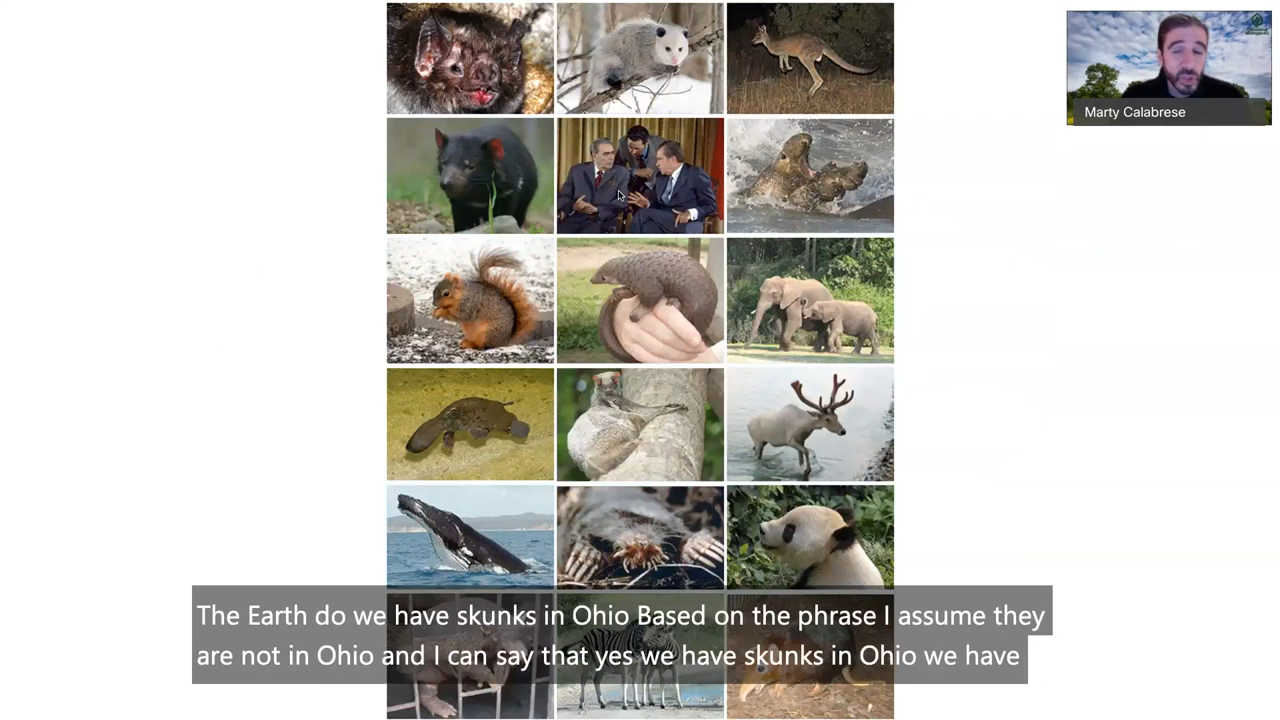 Marty Calabrese
The Earth do we have skunks in Ohio Based on the phrase I assume they
are not in Ohio and I can say that yes we have skunks in Ohio we have